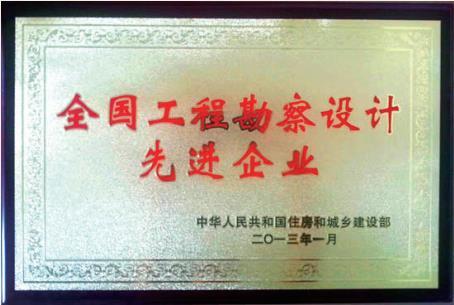 全国工程勘察设计
先进企业
中华人民共和国住房和城乡建设部
二〇一三年一月